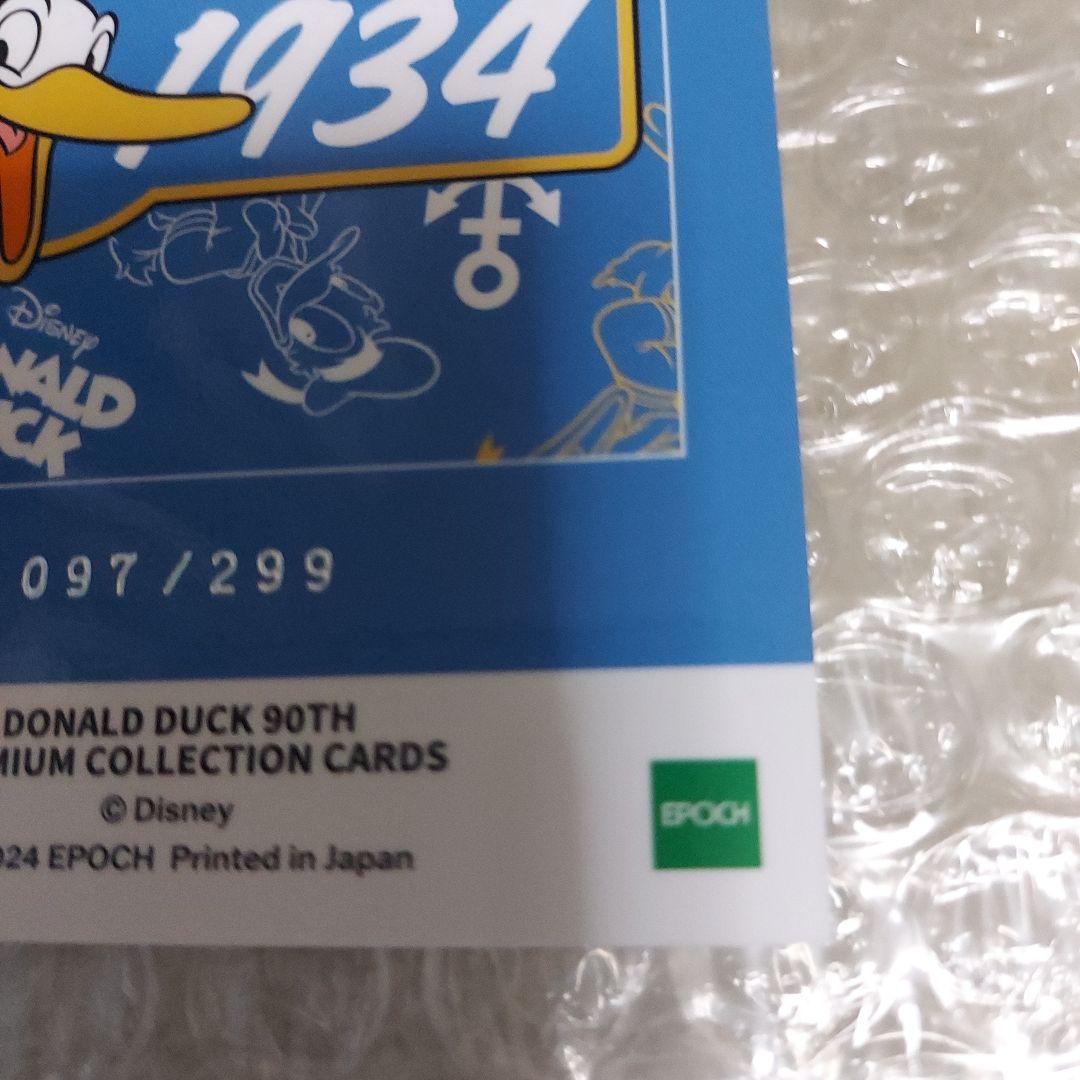 1934
Disney
NALD
CK
097/299
DONALD DUCK 90TH
MIUM COLLECTION CARDS
© Disney
024 EPOCH Printed in Japan
EPOCH